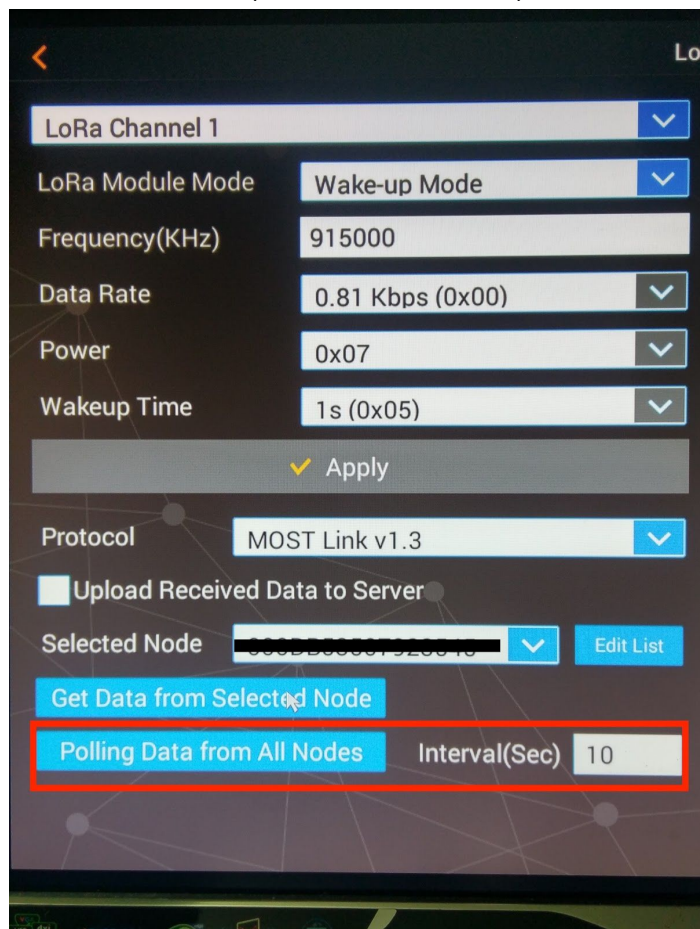 Lo
LoRa Channel 1
LoRa Module Mode Wake-up Mode
Frequency(KHz) 915000
Data Rate 0.81 Kbps (0x00)
Power 0x07
Wakeup Time 1s (0x05)
Apply
Protocol MOST Link v1.3
Upload Received Data to Server
Selected Node Edit List
Get Data from Selected Node
Polling Data from All Nodes Interval(Sec) 10